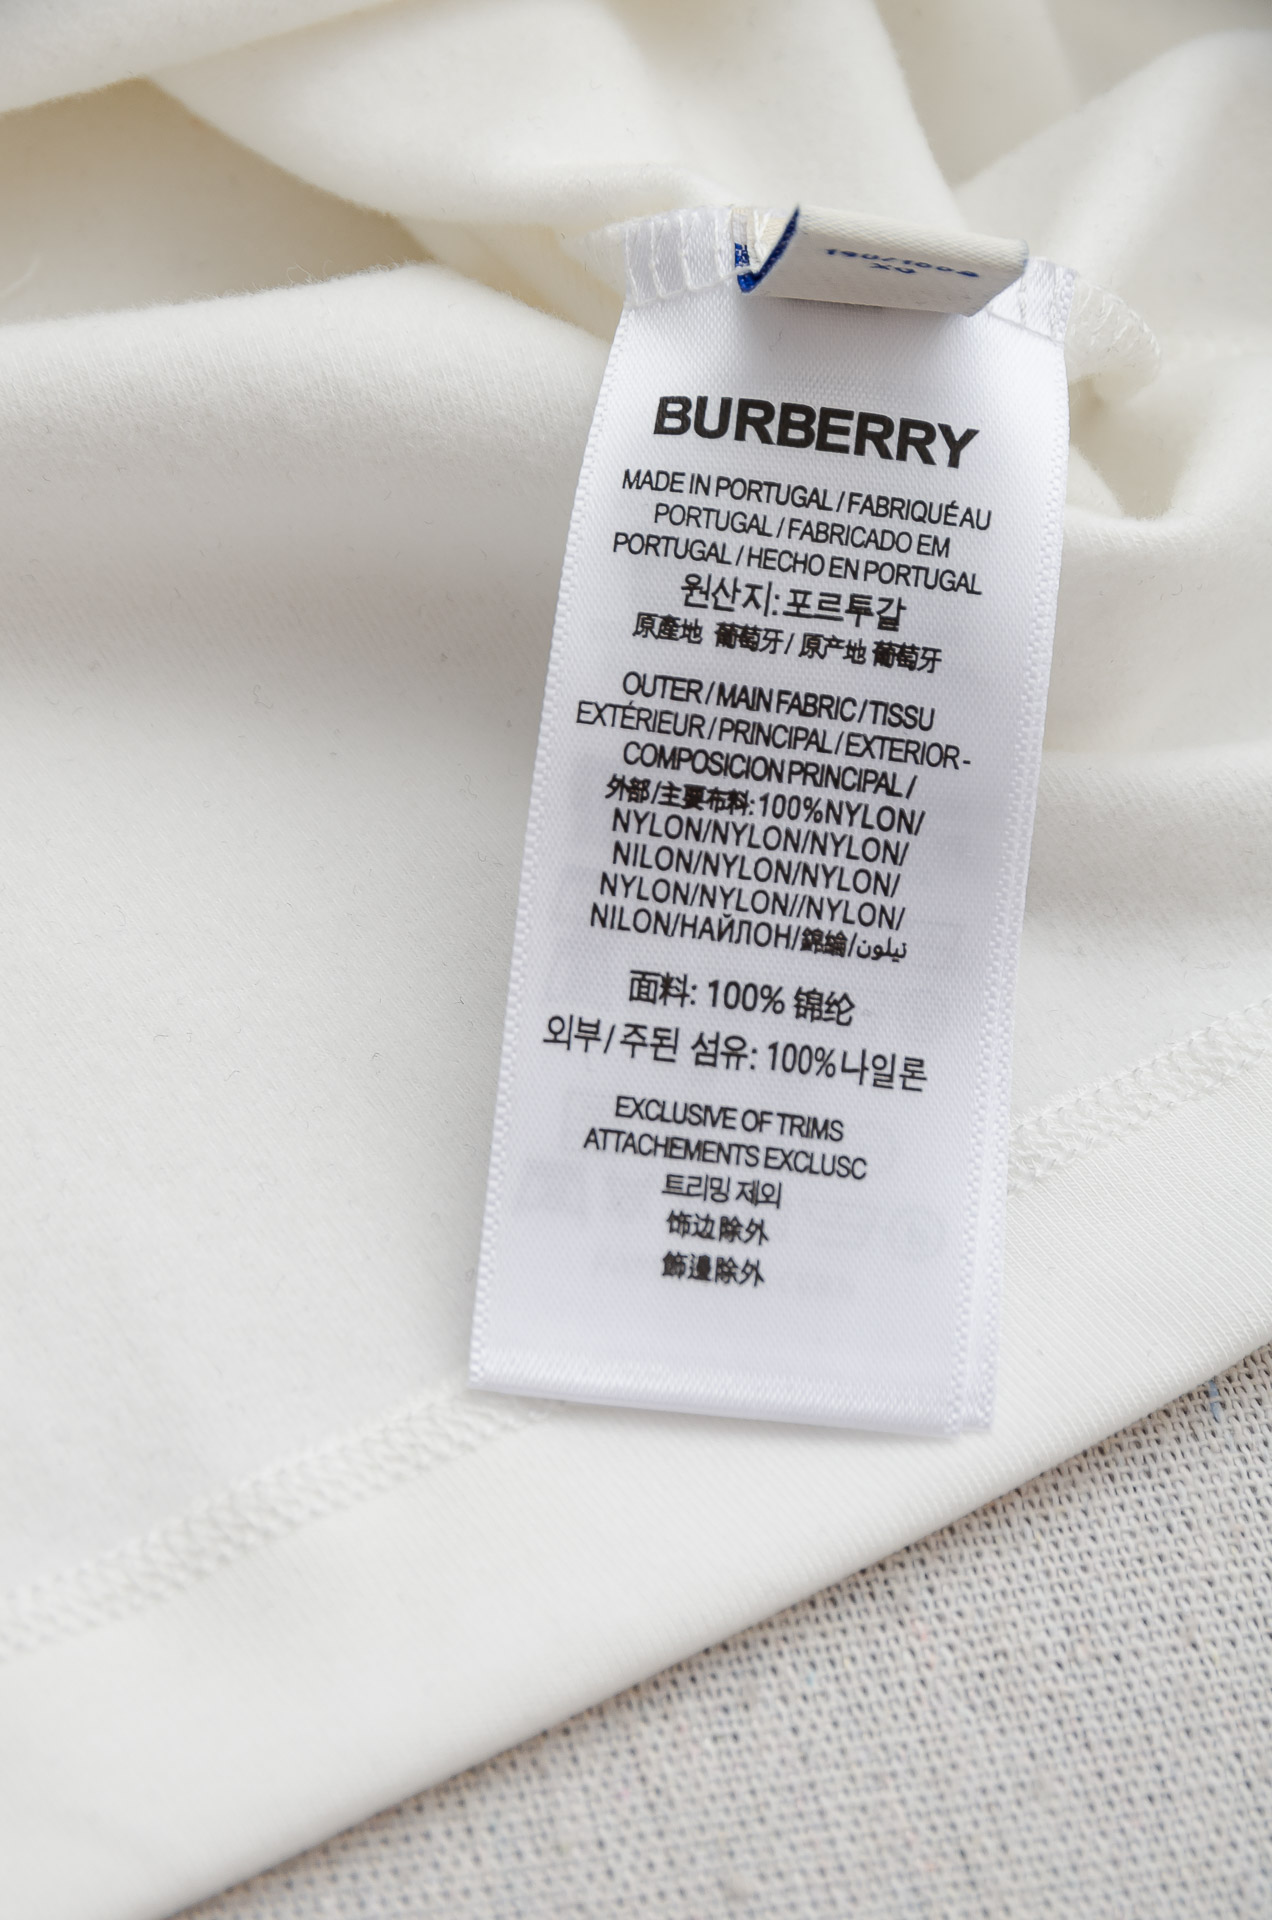 BURBERRY
MADE IN PORTUGAL / FABRIQUÉ AU
PORTUGAL / FABRICADO EM
PORTUGAL / HECHO EN PORTUGAL
원산지: 포르투갈
原產地 葡萄牙 / 原产地 葡萄牙
OUTER / MAIN FABRIC / TISSU
EXTÉRIEUR / PRINCIPAL / EXTERIOR -
COMPOSICION PRINCIPAL /
外部 /主要布料: 100%NYLON/
NYLON/NYLON/NYLON/
NILON/NYLON/NYLON/
NYLON/NYLON//NYLON/
NILON/НАЙЛОН/錦綸/نيلون
面料: 100% 锦纶
외부 / 주된 섬유: 100%나일론
EXCLUSIVE OF TRIMS
ATTACHEMENTS EXCLUSC
트리밍 제외
饰边除外
飾邊除外